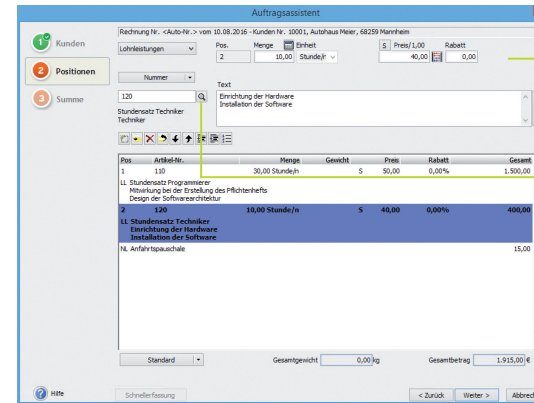 Auftragsassistent
Rechnung Nr. <Auto-Nr.> vom 10.08.2016 - Kunden Nr. 10001, Autohaus Meier, 68259 Mannheim
1 Kunden
2 Positionen
3 Summe
Lohnleistungen
Pos. Menge Einheit S Preis/1,00 Rabatt
2 10,00 Stunde/n 40,00 0,00
Nummer
Text
120
Einrichtung der Hardware
Installation der Software
Stundensatz Techniker
Techniker
Pos Artikel-Nr. Menge Gewicht Preis Rabatt Gesamt
1 110 30,00 Stunde/n S 50,00 0,00% 1.500,00
LL Stundensatz Programmierer
Mitwirkung bei der Erstellung des Pflichtenhefts
Design der Softwarearchitektur
2 120 10,00 Stunde/n S 40,00 0,00% 400,00
LL Stundensatz Techniker
Einrichtung der Hardware
Installation der Software
NL Anfahrtspauschale 15,00
Standard Gesamtgewicht 0,00 kg Gesamtbetrag 1.915,00 €
? Hilfe Schnellerfassung < Zurück Weiter > Abbrec